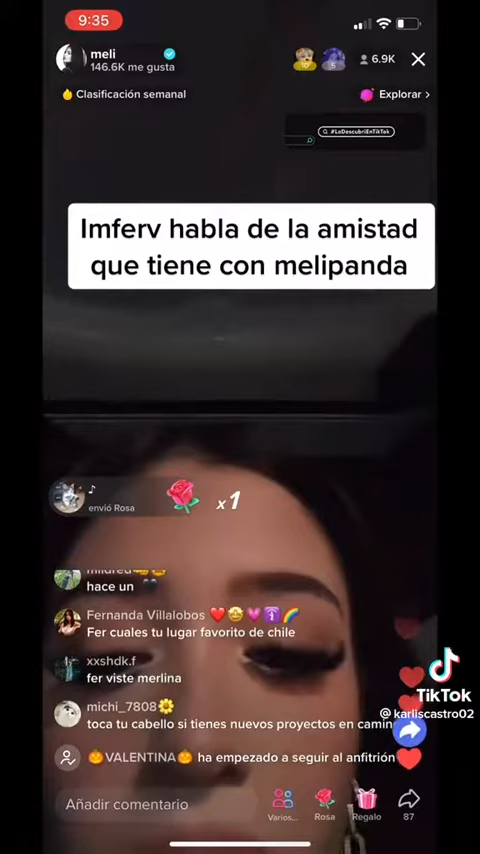 9:35
meli
146.6K me gusta
6.9K
Clasificación semanal
Explorar >
#LoDescubriEnTikTok
Imferv habla de la amistad
que tiene con melipanda
envió Rosa
x1
mildred
hace un
Fernanda Villalobos
Fer cuales tu lugar favorito de chile
xxshdk.f
fer viste merlina
michi_7808
toca tu cabello si tienes nuevos proyectos en camin
VALENTINA ha empezado a seguir al anfitrión
TikTok
@karliscastro02
Añadir comentario
Varios...
Rosa
Regalo
87